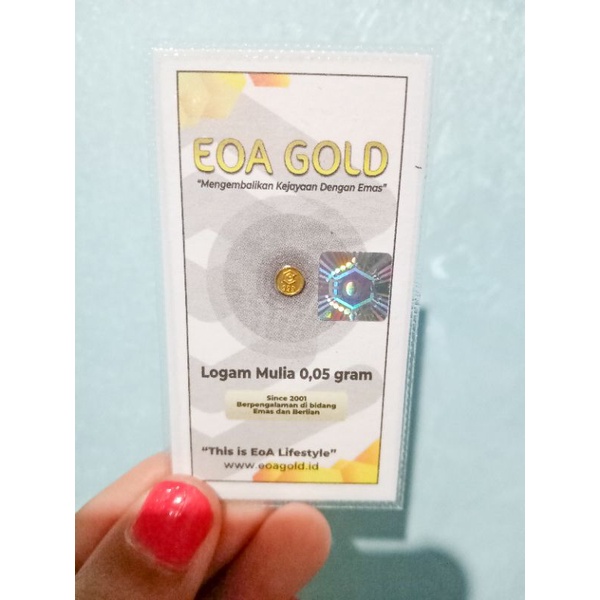 EOA GOLD
"Mengembalikan Kejayaan Dengan Emas"
Logam Mulia 0,05 gram
Since 2001
Berpengalaman di bidang
Emas dan Berlian
"This is EoA Lifestyle"
www.eoagold.id